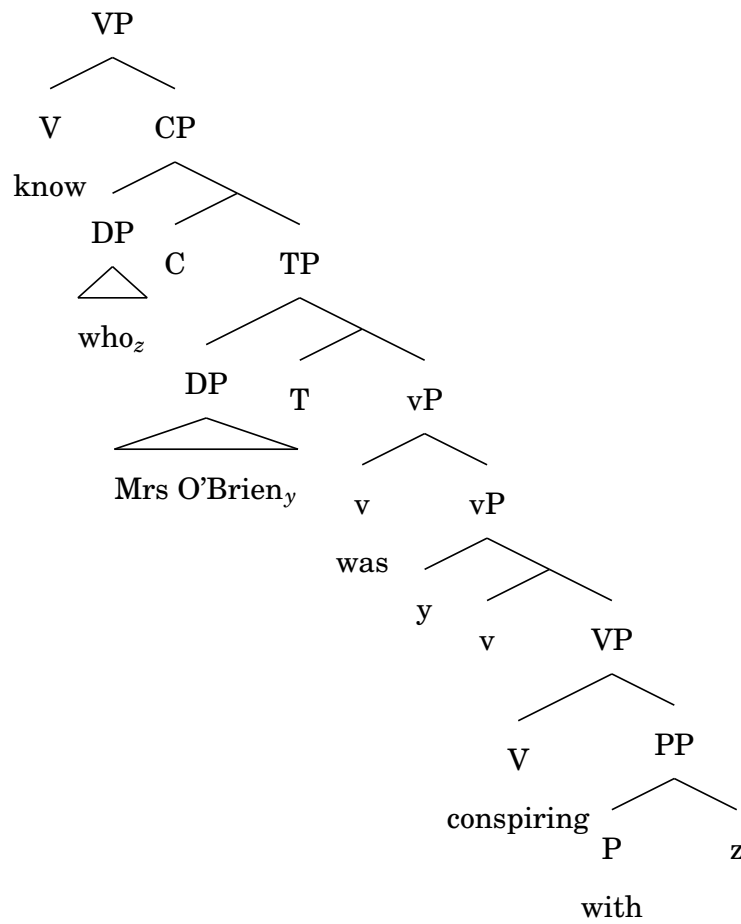 VP
V CP
know
DP C TP
who_z
DP T vP
Mrs O'Brien_y v vP
was
y v VP
V PP
conspiring
P z
with